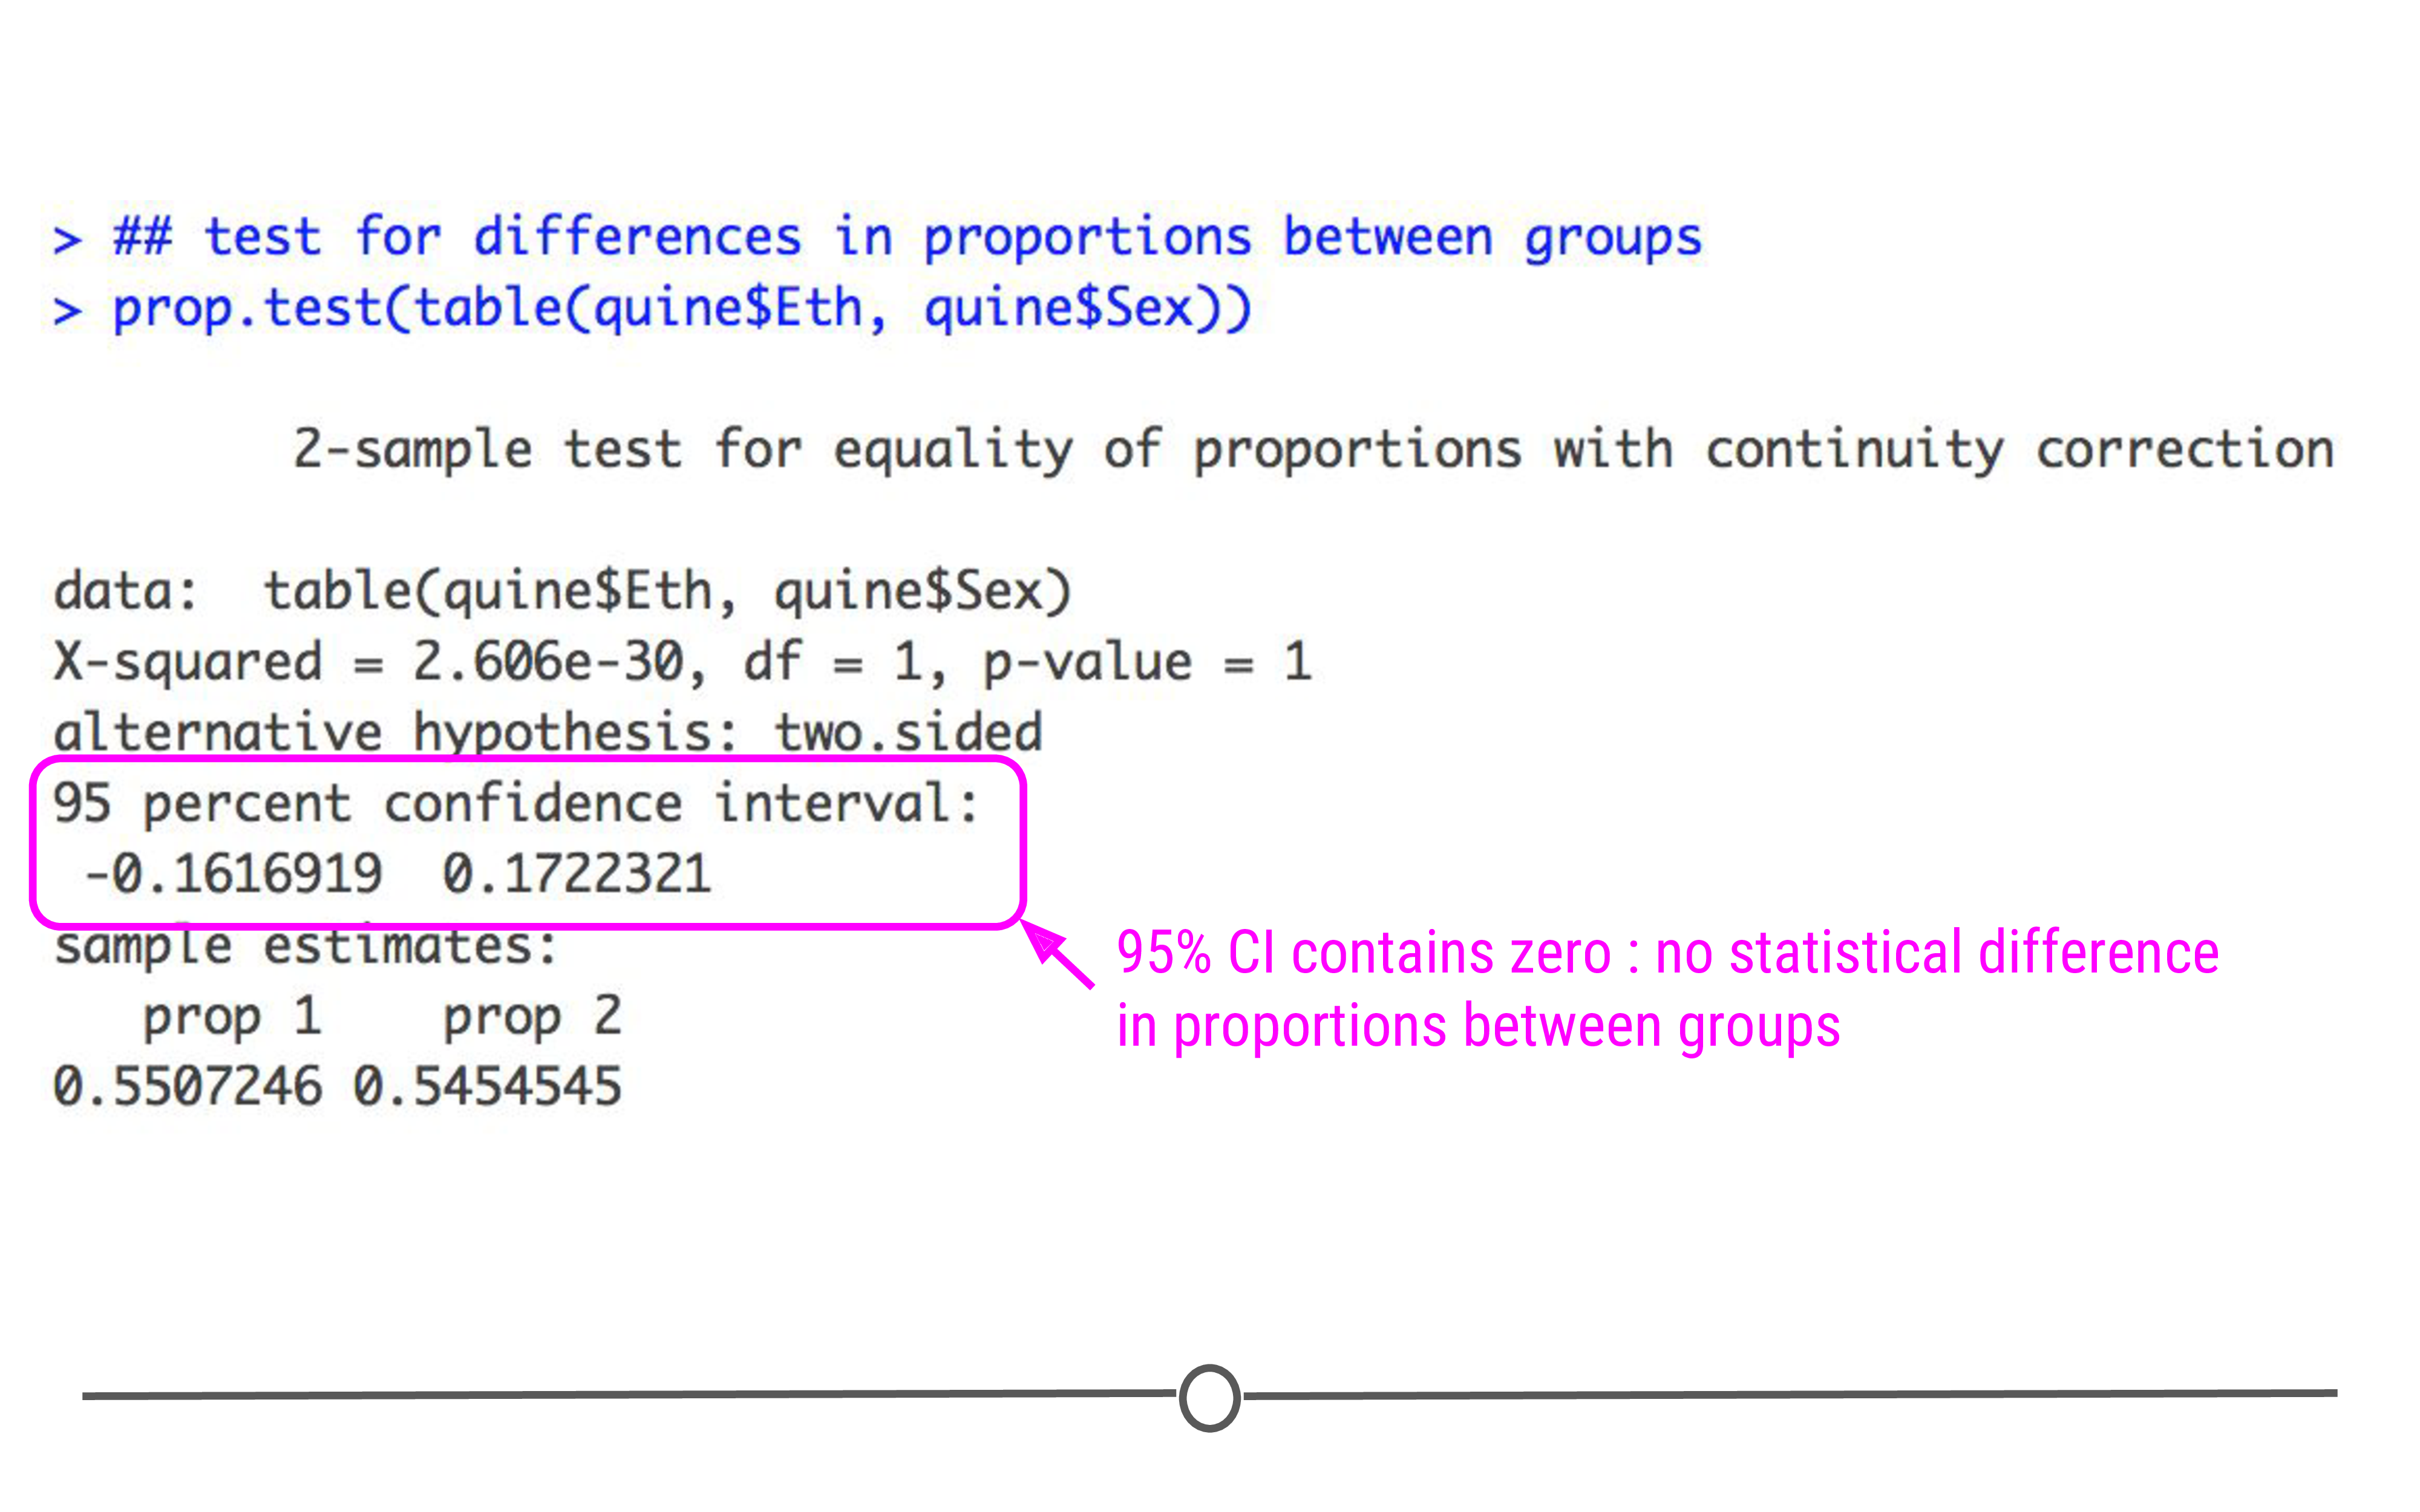 > ## test for differences in proportions between groups
> prop.test(table(quine$Eth, quine$Sex))
2-sample test for equality of proportions with continuity correction
data:  table(quine$Eth, quine$Sex)
X-squared = 2.606e-30, df = 1, p-value = 1
alternative hypothesis: two.sided
95 percent confidence interval:
 -0.1616919  0.1722321
sample estimates:
   prop 1    prop 2
0.5507246 0.5454545
95% CI contains zero : no statistical difference
in proportions between groups